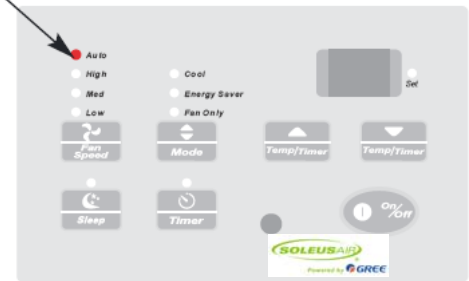 Auto
High
Med
Low
Cool
Energy Saver
Fan Only
Set
Fan
Speed
Mode
Temp/Timer
Temp/Timer
Sleep
Timer
On/Off
SOLEUSAIR
Powered by GREE